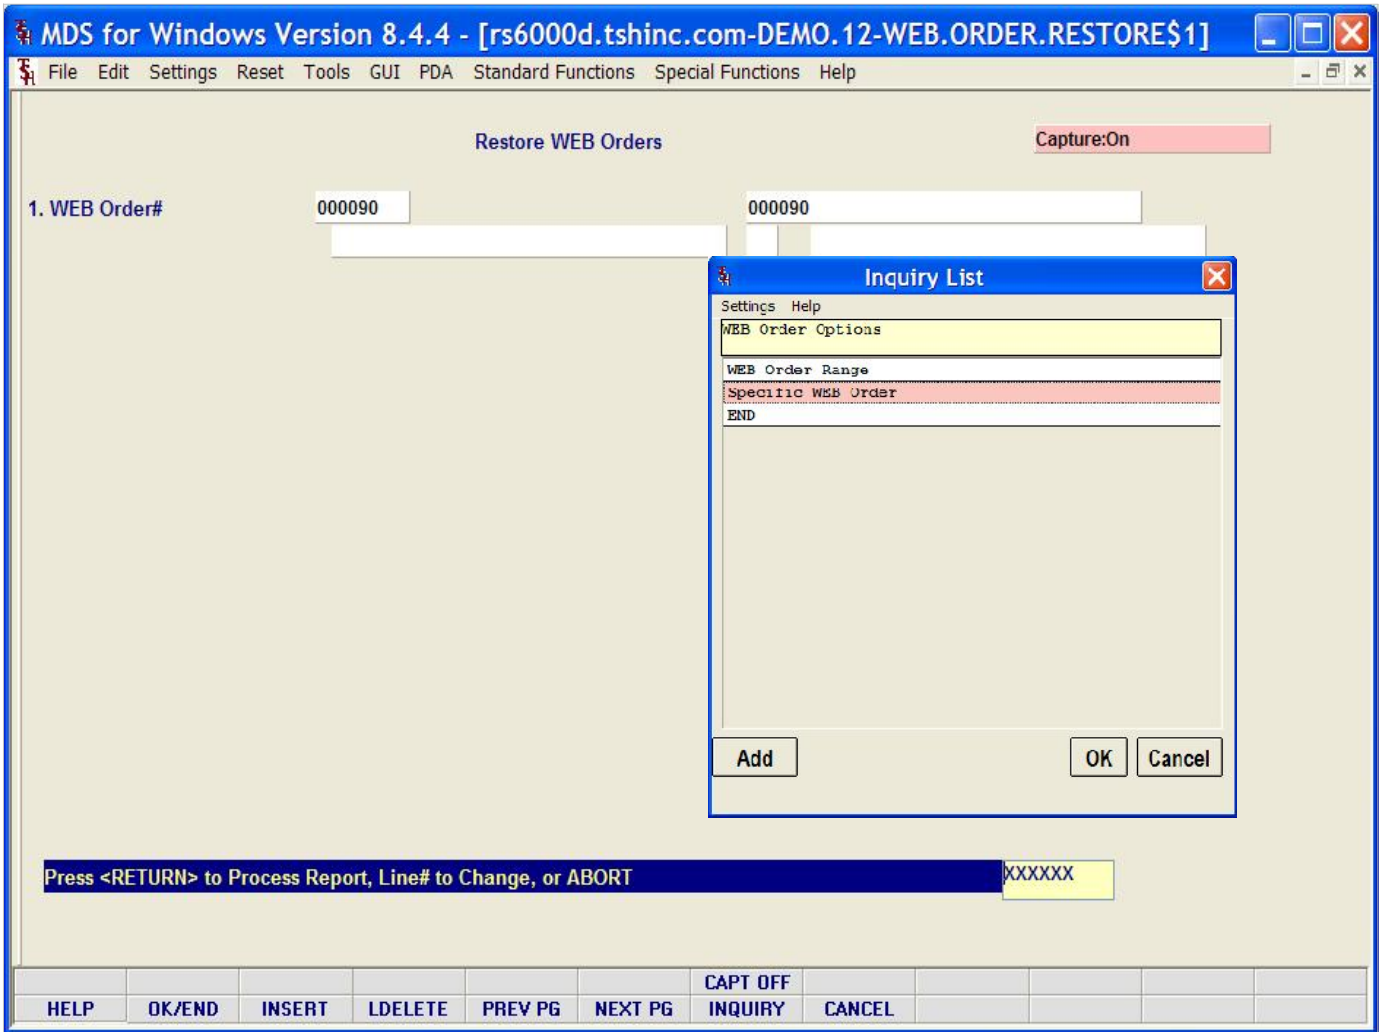 MDS for Windows Version 8.4.4 - [rs6000d.tshinc.com-DEMO.12-WEB.ORDER.RESTORE$1]
File Edit Settings Reset Tools GUI PDA Standard Functions Special Functions Help
Restore WEB Orders
Capture:On
1. WEB Order# 000090 000090
Inquiry List
Settings Help
WEB Order Options
WEB Order Range
Specific WEB Order
END
Add OK Cancel
Press <RETURN> to Process Report, Line# to Change, or ABORT XXXXXX
CAPT OFF
HELP OK/END INSERT LDELETE PREV PG NEXT PG INQUIRY CANCEL